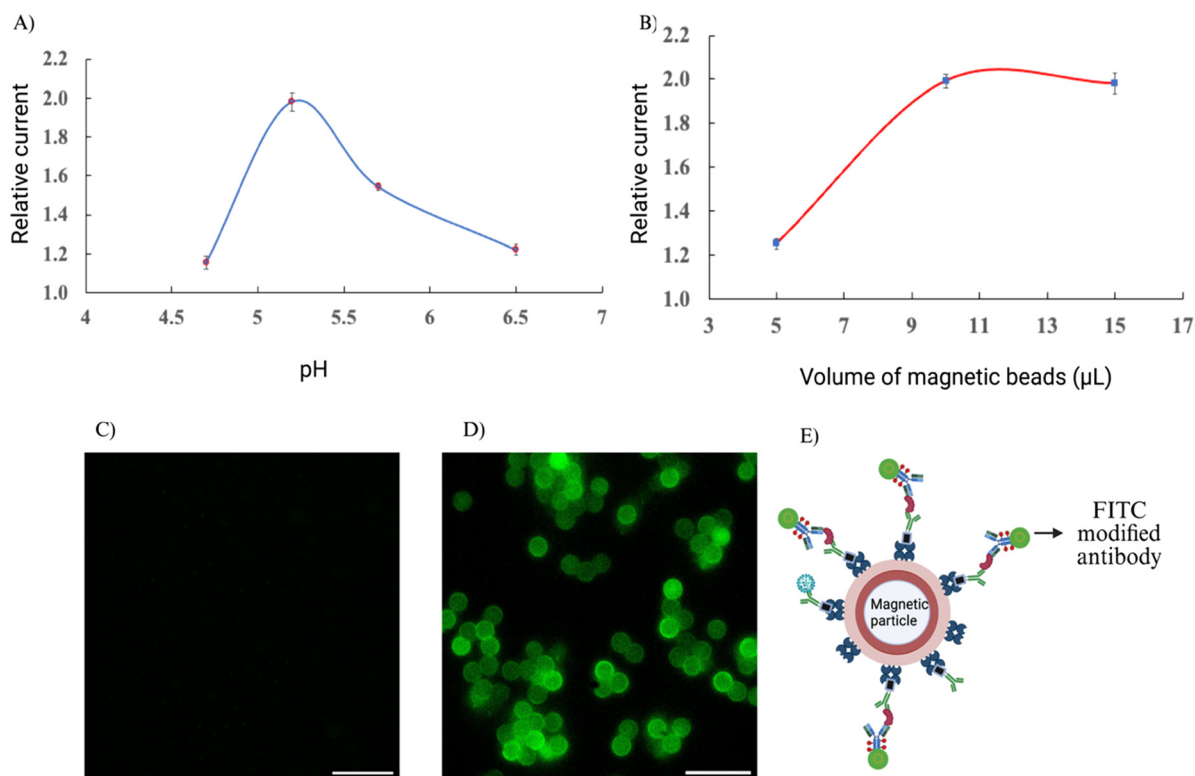 A)
2.2
2.0
1.8
1.6
1.4
1.2
1.0
Relative current
4 4.5 5 5.5 6 6.5 7
pH
B)
2.2
2.0
1.8
1.6
1.4
1.2
1.0
Relative current
3 5 7 9 11 13 15 17
Volume of magnetic beads (µL)
C)
D)
E)
FITC
modified
antibody
Magnetic
particle